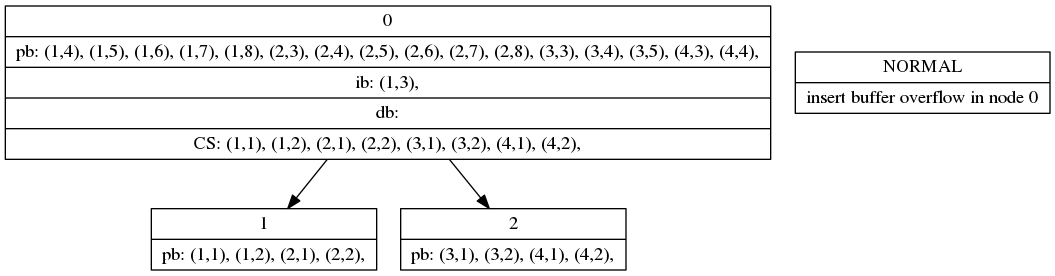 0
pb: (1,4), (1,5), (1,6), (1,7), (1,8), (2,3), (2,4), (2,5), (2,6), (2,7), (2,8), (3,3), (3,4), (3,5), (4,3), (4,4),
ib: (1,3),
db:
CS: (1,1), (1,2), (2,1), (2,2), (3,1), (3,2), (4,1), (4,2),
NORMAL
insert buffer overflow in node 0
1
pb: (1,1), (1,2), (2,1), (2,2),
2
pb: (3,1), (3,2), (4,1), (4,2),